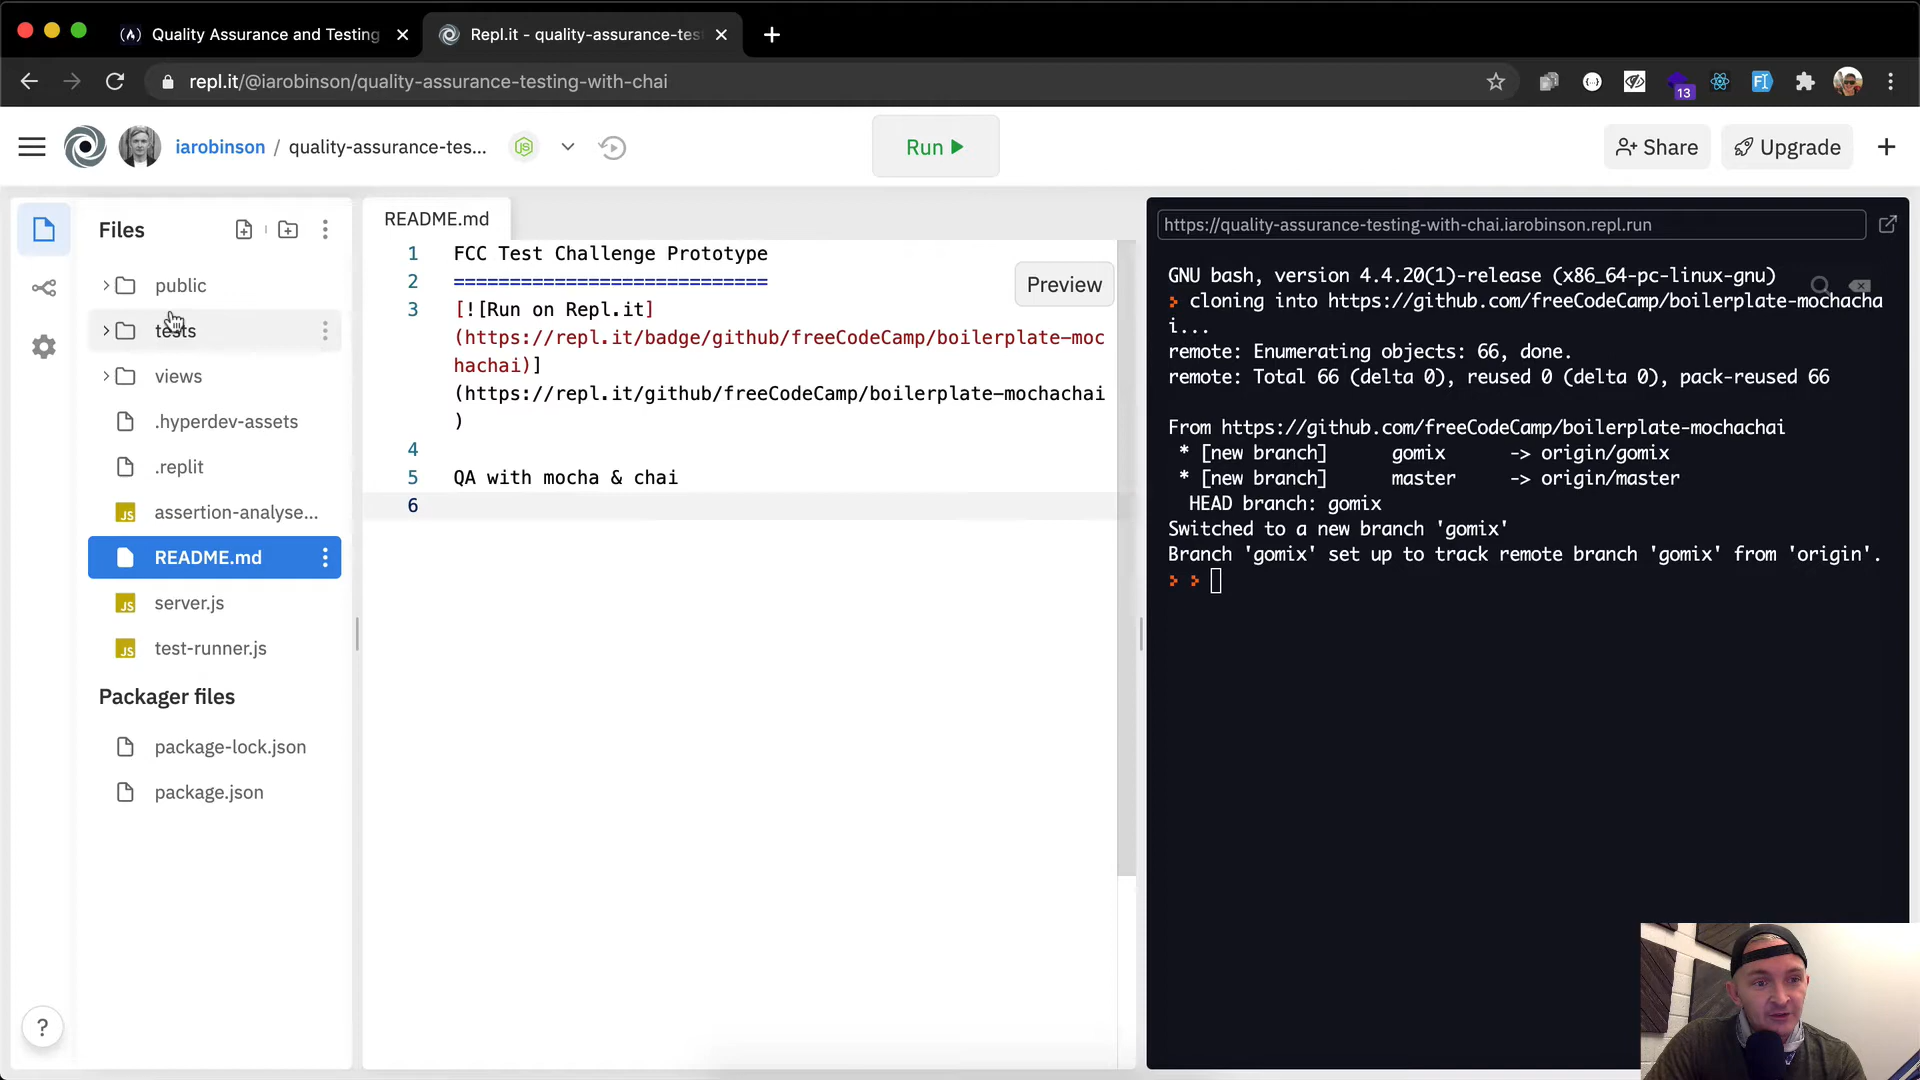 Quality Assurance and Testing
Repl.it - quality-assurance-tes
repl.it/@iarobinson/quality-assurance-testing-with-chai
13
iarobinson / quality-assurance-tes...
Run
Share
Upgrade
Files
public
tests
views
.hyperdev-assets
.replit
assertion-analyse...
README.md
server.js
test-runner.js
Packager files
package-lock.json
package.json
?
README.md
1 FCC Test Challenge Prototype
2 ============================
3 [![Run on Repl.it]
(https://repl.it/badge/github/freeCodeCamp/boilerplate-moc
hachai)]
(https://repl.it/github/freeCodeCamp/boilerplate-mochachai
)
4
5 QA with mocha & chai
6
Preview
https://quality-assurance-testing-with-chai.iarobinson.repl.run
GNU bash, version 4.4.20(1)-release (x86_64-pc-linux-gnu)
cloning into https://github.com/freeCodeCamp/boilerplate-mochacha
i...
remote: Enumerating objects: 66, done.
remote: Total 66 (delta 0), reused 0 (delta 0), pack-reused 66
From https://github.com/freeCodeCamp/boilerplate-mochachai
* [new branch] gomix -> origin/gomix
* [new branch] master -> origin/master
HEAD branch: gomix
Switched to a new branch 'gomix'
Branch 'gomix' set up to track remote branch 'gomix' from 'origin'.